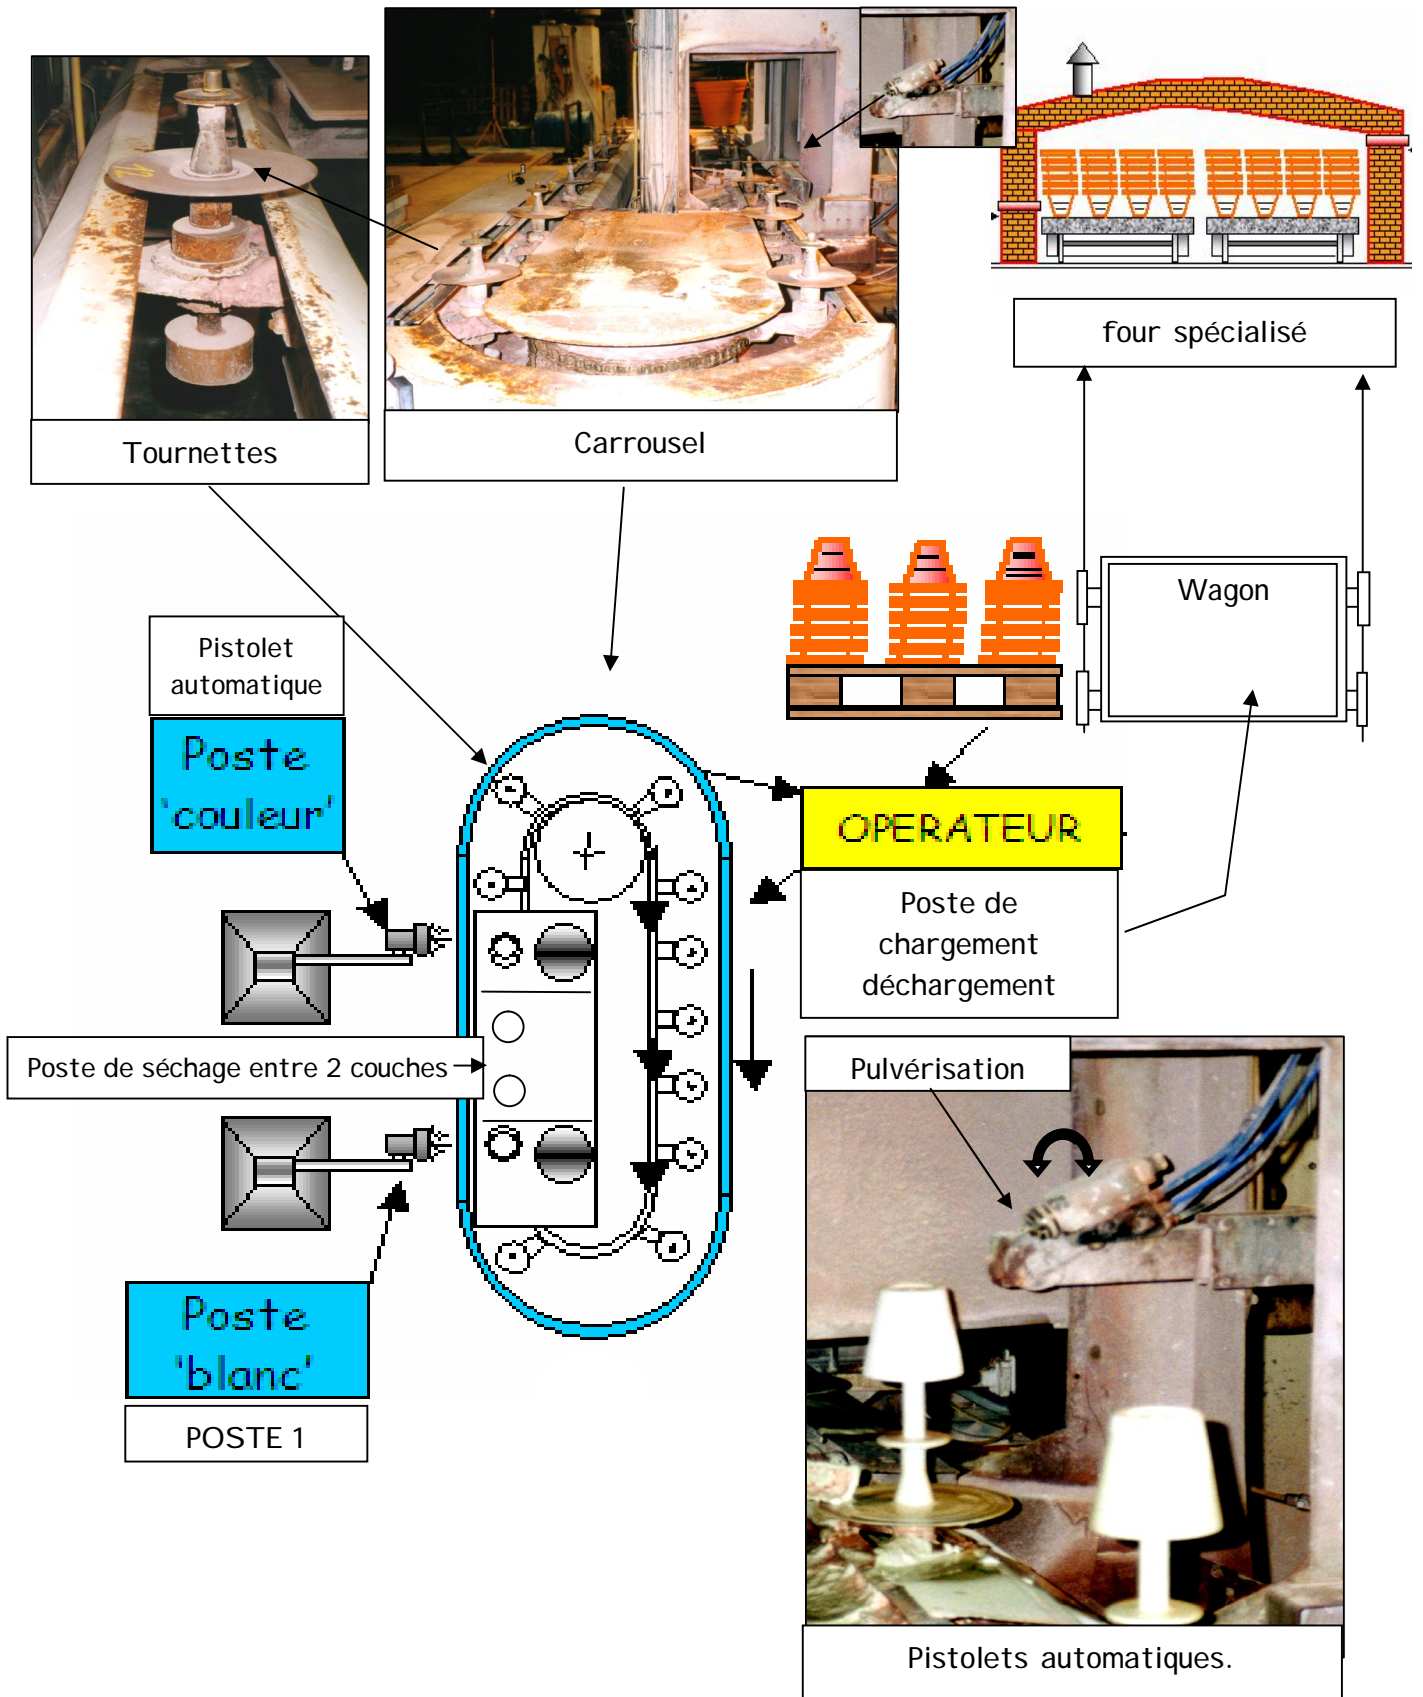 four spécialisé
Tournettes
Carrousel
Wagon
Pistolet
automatique
Poste
'couleur'
OPERATEUR
Poste de
chargement
déchargement
Poste de séchage entre 2 couches
Pulvérisation
Poste
'blanc'
POSTE 1
Pistolets automatiques.